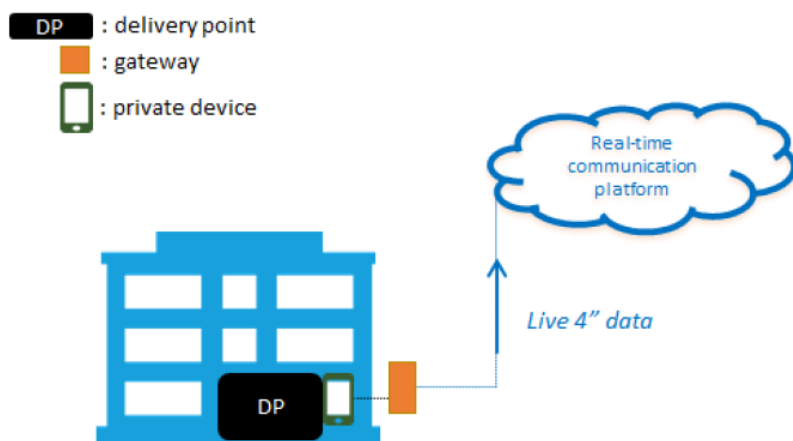 DP : delivery point
: gateway
: private device
Real-time
communication
platform
Live 4” data
DP